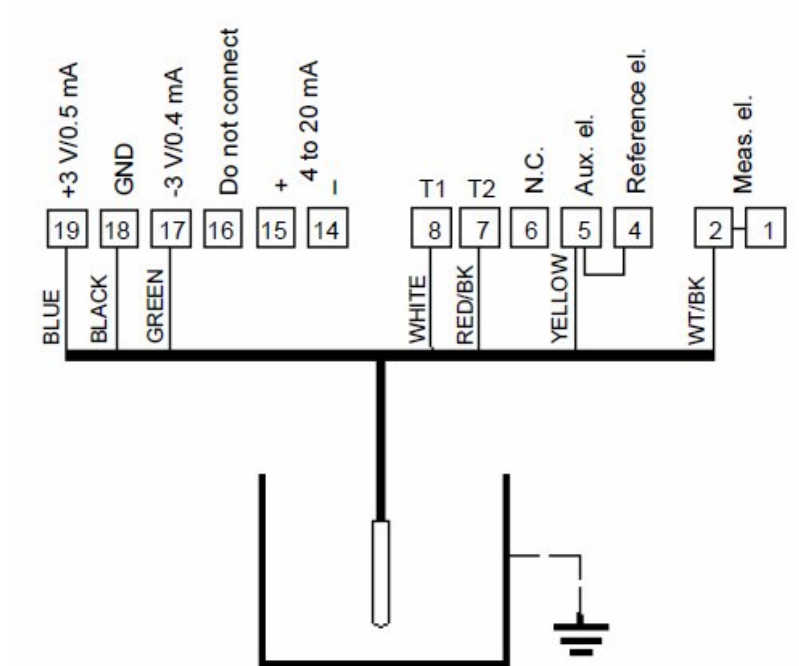 +3 V/0.5 mA
GND
-3 V/0.4 mA
Do not connect
+
4 to 20 mA
–
T1
T2
N.C.
Aux. el.
Reference el.
Meas. el.
19
18
17
16
15
14
8
7
6
5
4
2
1
BLUE
BLACK
GREEN
WHITE
RED/BK
YELLOW
WT/BK